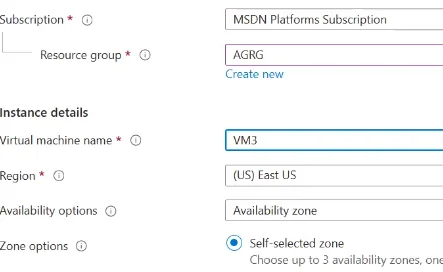 Subscription * MSDN Platforms Subscription
Resource group * AGRG
Create new
Instance details
Virtual machine name * VM3
Region * (US) East US
Availability options Availability zone
Zone options Self-selected zone
Choose up to 3 availability zones, one